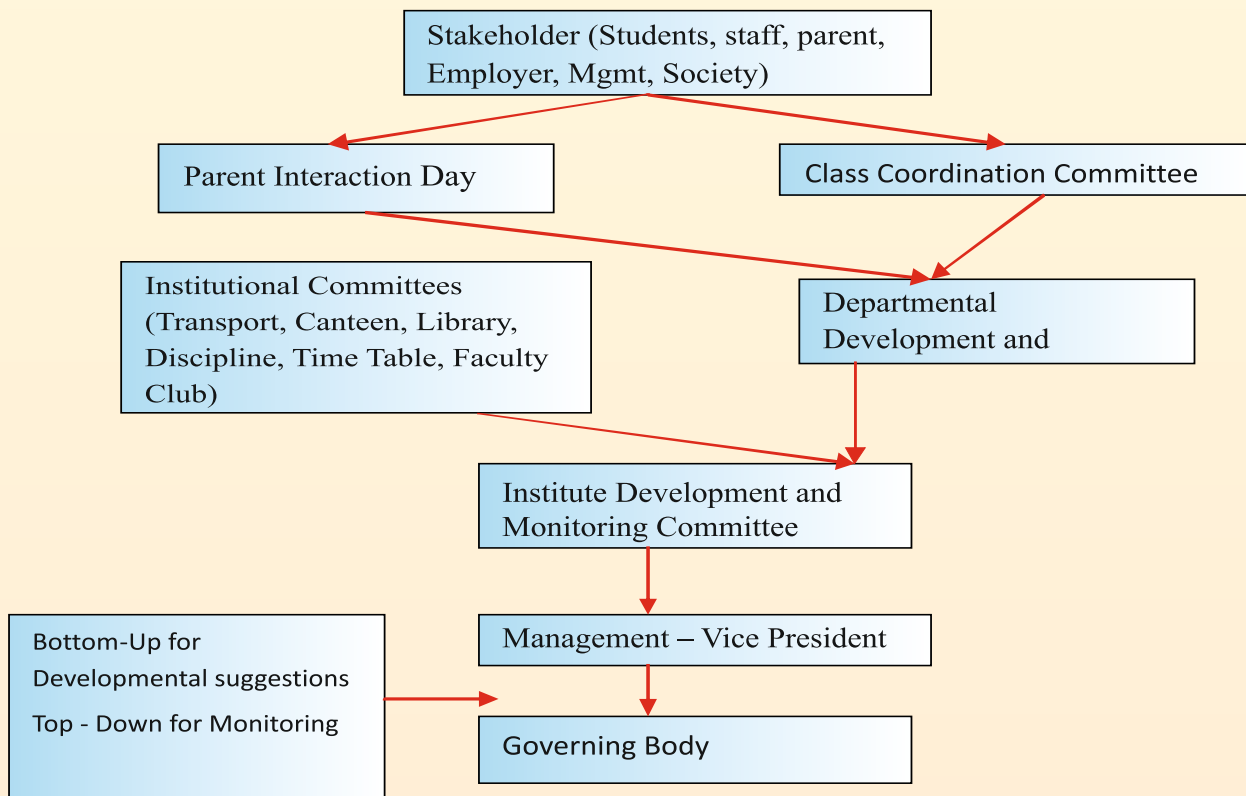 Stakeholder (Students, staff, parent,
Employer, Mgmt, Society)
Parent Interaction Day
Class Coordination Committee
Institutional Committees
(Transport, Canteen, Library,
Discipline, Time Table, Faculty
Club)
Departmental
Development and
Institute Development and
Monitoring Committee
Management – Vice President
Bottom-Up for
Developmental suggestions
Top - Down for Monitoring
Governing Body